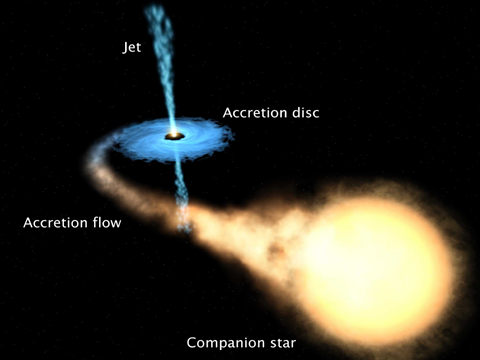 Jet
Accretion disc
Accretion flow
Companion star